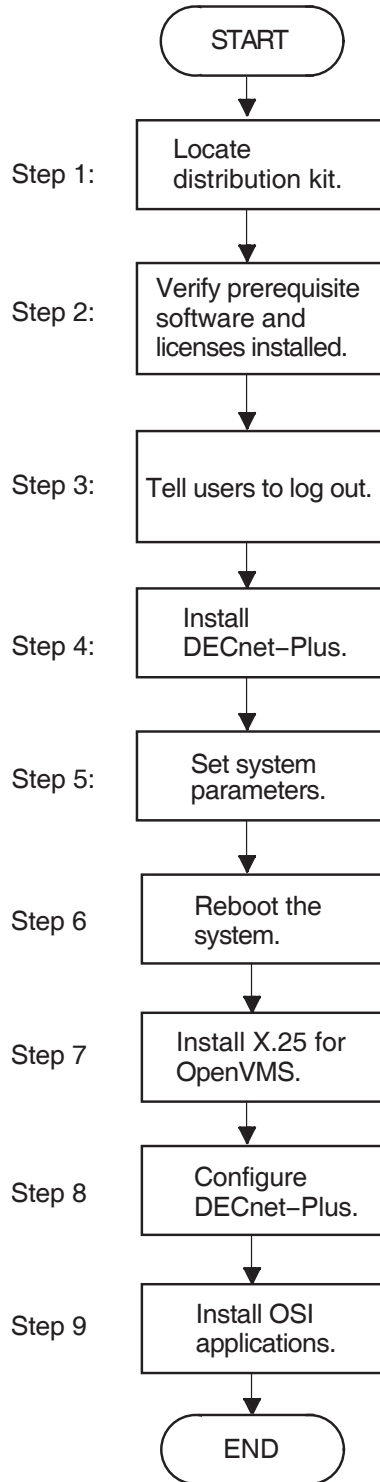 START
Step 1:
Locate
distribution kit.
Step 2:
Verify prerequisite
software and
licenses installed.
Step 3:
Tell users to log out.
Step 4:
Install
DECnet−Plus.
Step 5:
Set system
parameters.
Step 6
Reboot the
system.
Step 7
Install X.25 for
OpenVMS.
Step 8
Configure
DECnet−Plus.
Step 9
Install OSI
applications.
END